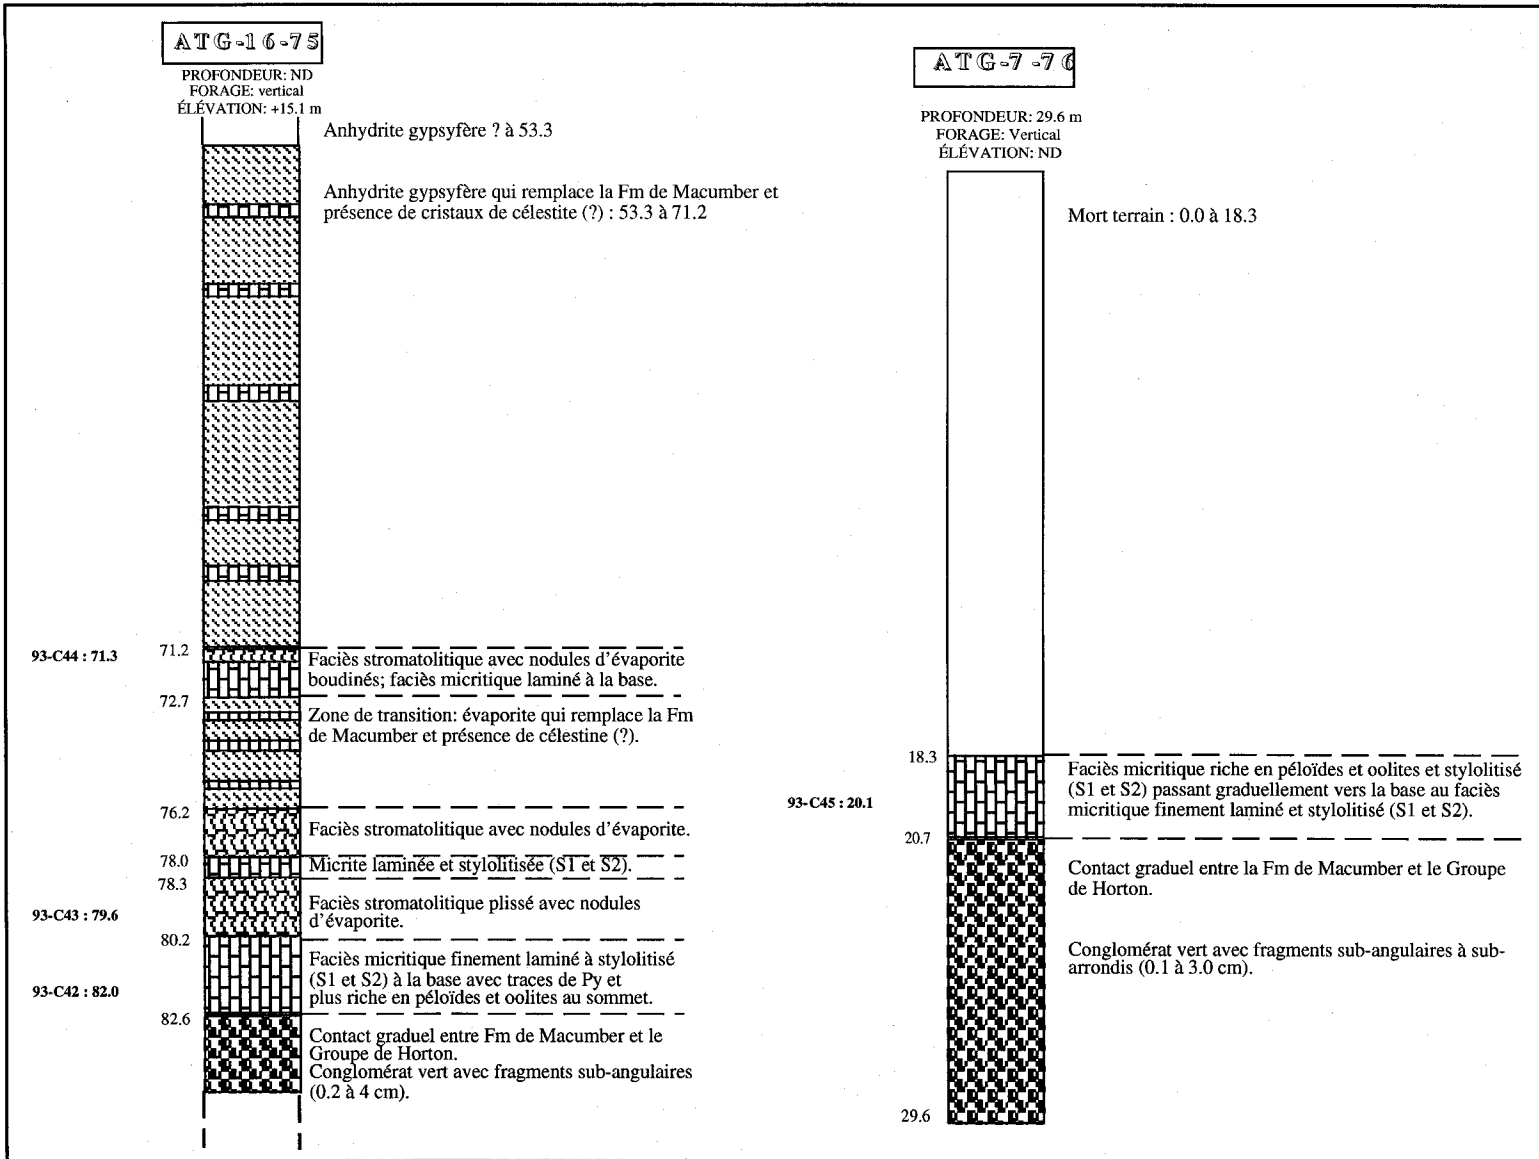 ATG-16-75
PROFONDEUR: ND
FORAGE: vertical
ÉLÉVATION: +15.1 m
Anhydrite gypsyfère ? à 53.3
Anhydrite gypsyfère qui remplace la Fm de Macumber et
présence de cristaux de célestite (?) : 53.3 à 71.2
93-C44 : 71.3
71.2
Faciès stromatolitique avec nodules d'évaporite
boudinés; faciès micritique laminé à la base.
72.7
Zone de transition: évaporite qui remplace la Fm
de Macumber et présence de célestine (?).
76.2
Faciès stromatolitique avec nodules d'évaporite.
78.0
Micrite laminée et stylolitisée (S1 et S2).
78.3
Faciès stromatolitique plissé avec nodules
d'évaporite.
93-C43 : 79.6
80.2
Faciès micritique finement laminé à stylolitisé
(S1 et S2) à la base avec traces de Py et
plus riche en péloïdes et oolites au sommet.
93-C42 : 82.0
82.6
Contact graduel entre Fm de Macumber et le
Groupe de Horton.
Conglomérat vert avec fragments sub-angulaires
(0.2 à 4 cm).
ATG-7-76
PROFONDEUR: 29.6 m
FORAGE: Vertical
ÉLÉVATION: ND
Mort terrain : 0.0 à 18.3
18.3
Faciès micritique riche en péloïdes et oolites et stylolitisé
(S1 et S2) passant graduellement vers la base au faciès
micritique finement laminé et stylolitisé (S1 et S2).
93-C45 : 20.1
20.7
Contact graduel entre la Fm de Macumber et le Groupe
de Horton.
Conglomérat vert avec fragments sub-angulaires à sub-
arrondis (0.1 à 3.0 cm).
29.6